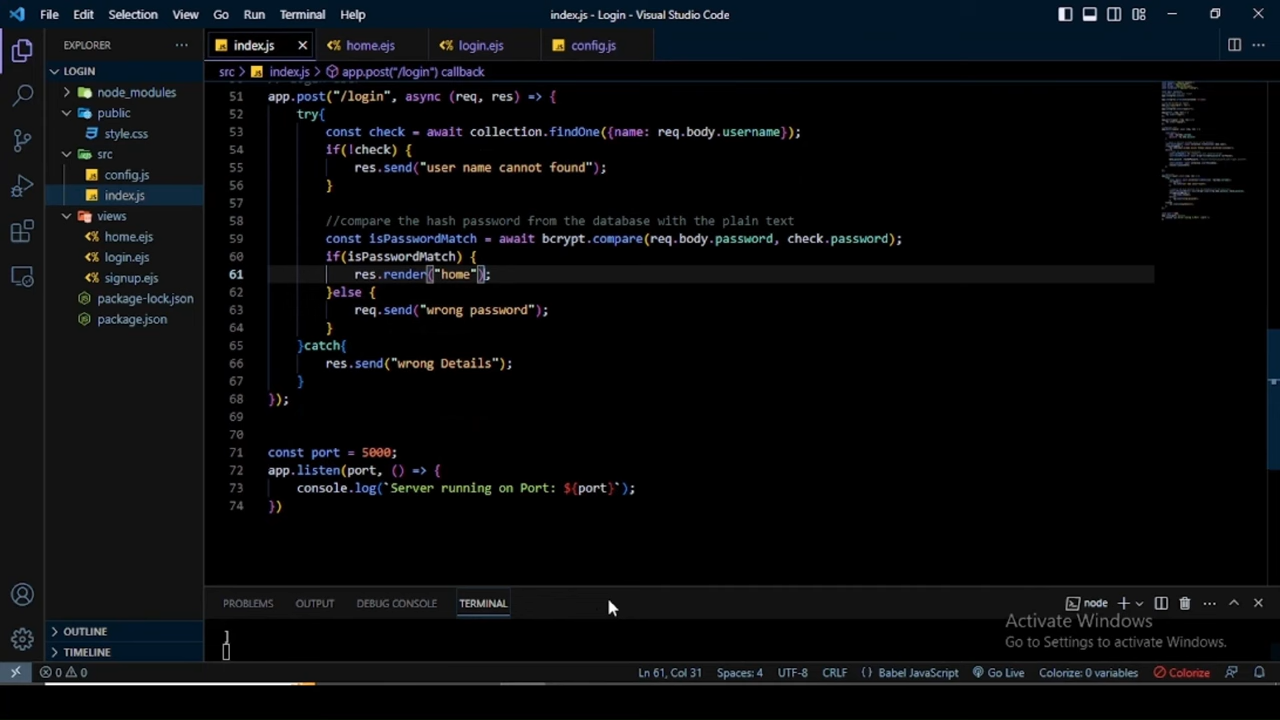 File Edit Selection View Go Run Terminal Help index.js - Login - Visual Studio Code
EXPLORER
index.js home.ejs login.ejs config.js
LOGIN
node_modules
public
style.css
src
config.js
index.js
views
home.ejs
login.ejs
signup.ejs
package-lock.json
package.json
OUTLINE
TIMELINE
src > index.js > app.post("/login") callback
51 app.post("/login", async (req, res) => {
52 try{
53 const check = await collection.findOne({name: req.body.username});
54 if(!check) {
55 res.send("user name cannot found");
56 }
57
58 //compare the hash password from the database with the plain text
59 const isPasswordMatch = await bcrypt.compare(req.body.password, check.password);
60 if(isPasswordMatch) {
61 res.render("home");
62 }else {
63 req.send("wrong password");
64 }
65 }catch{
66 res.send("wrong Details");
67 }
68 });
69
70
71 const port = 5000;
72 app.listen(port, () => {
73 console.log(`Server running on Port: ${port}`);
74 })
PROBLEMS OUTPUT DEBUG CONSOLE TERMINAL node
]
Activate Windows
Go to Settings to activate Windows.
0 0 Ln 61, Col 31 Spaces: 4 UTF-8 CRLF {} Babel JavaScript Go Live Colorize: 0 variables Colorize